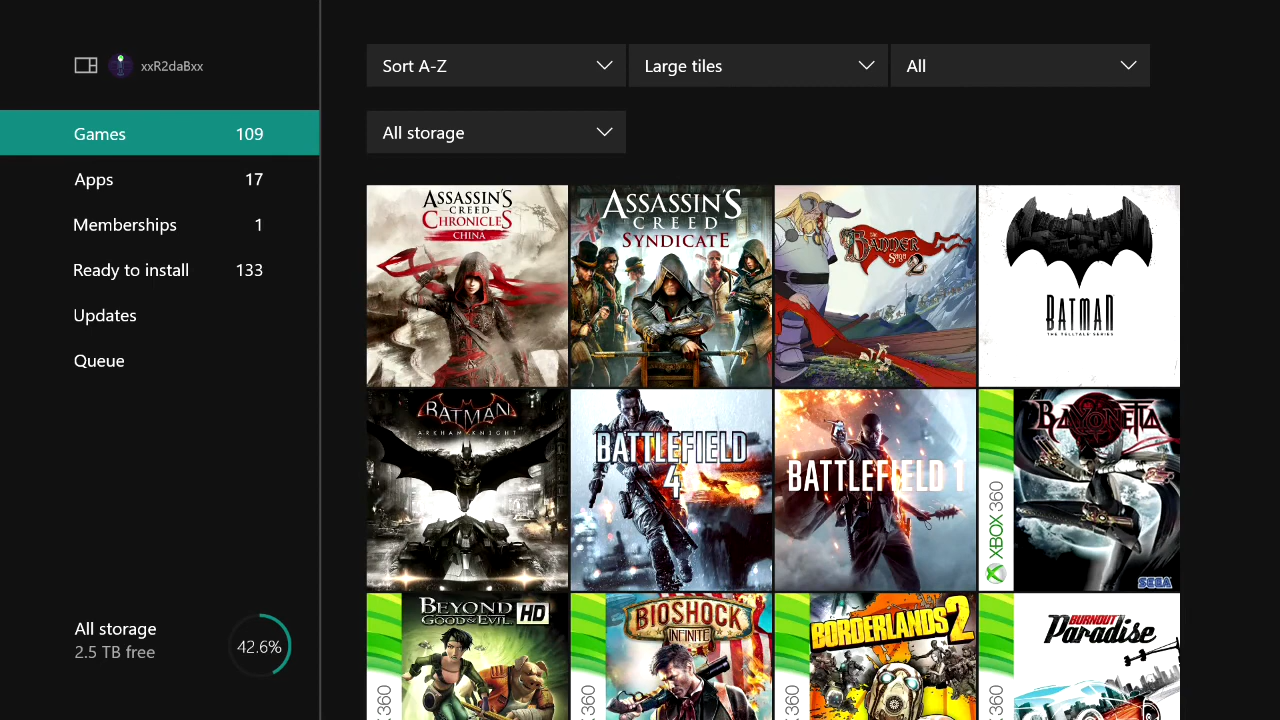 xxR2daBxx
Games 109
Apps 17
Memberships 1
Ready to install 133
Updates
Queue
All storage
2.5 TB free
42.6%
Sort A-Z
Large tiles
All
All storage
ASSASSIN'S
CREED
CHRONICLES
CHINA
ASSASSIN'S
CREED
SYNDICATE
THE
BANNER
Saga
2
BATMAN
THE TELLTALE SERIES
BATMAN
ARKHAM KNIGHT
BATTLEFIELD
4
BATTLEFIELD 1
XBOX 360
BAYONETTA
SEGA
BEYOND
GOOD & EVIL HD
360
BIOSHOCK
INFINITE
360
BORDERLANDS 2
360
BURNOUT
Paradise
360